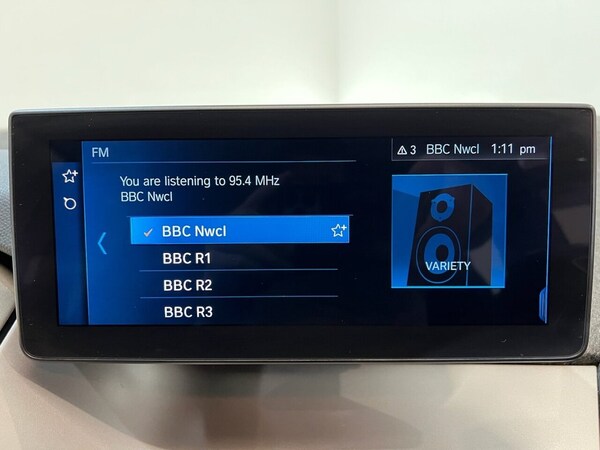 FM
3 BBC Nwcl 1:11 pm
You are listening to 95.4 MHz
BBC Nwcl
BBC Nwcl
BBC R1
BBC R2
BBC R3
VARIETY